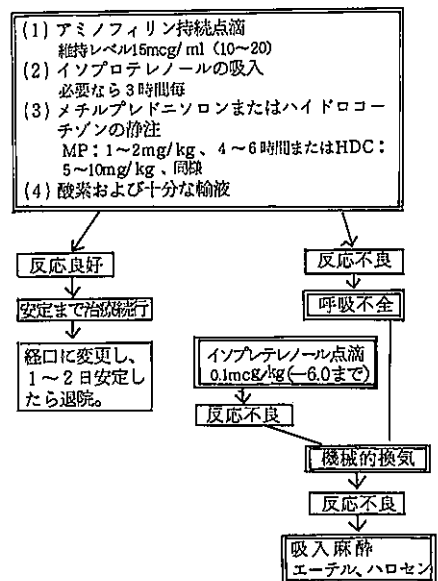 (1) アミノフィリン持続点滴
維持レベル15mcg/ml (10~20)
(2) イソプロテレノールの吸入
必要なら3時間毎
(3) メチルプレドニソロンまたはハイドロコー
チゾンの静注
MP:1~2mg/kg、4~6時間またはHDC:
5~10mg/kg、同様
(4) 酸素および十分な輸液
反応良好
反応不良
安定まで治療続行
呼吸不全
経口に変更し、
1~2日安定し
たら退院。
イソプレテレノール点滴
0.1mcg/kg(—6.0まで)
反応不良
機械的換気
反応不良
吸入麻酔
エーテル、ハロセン